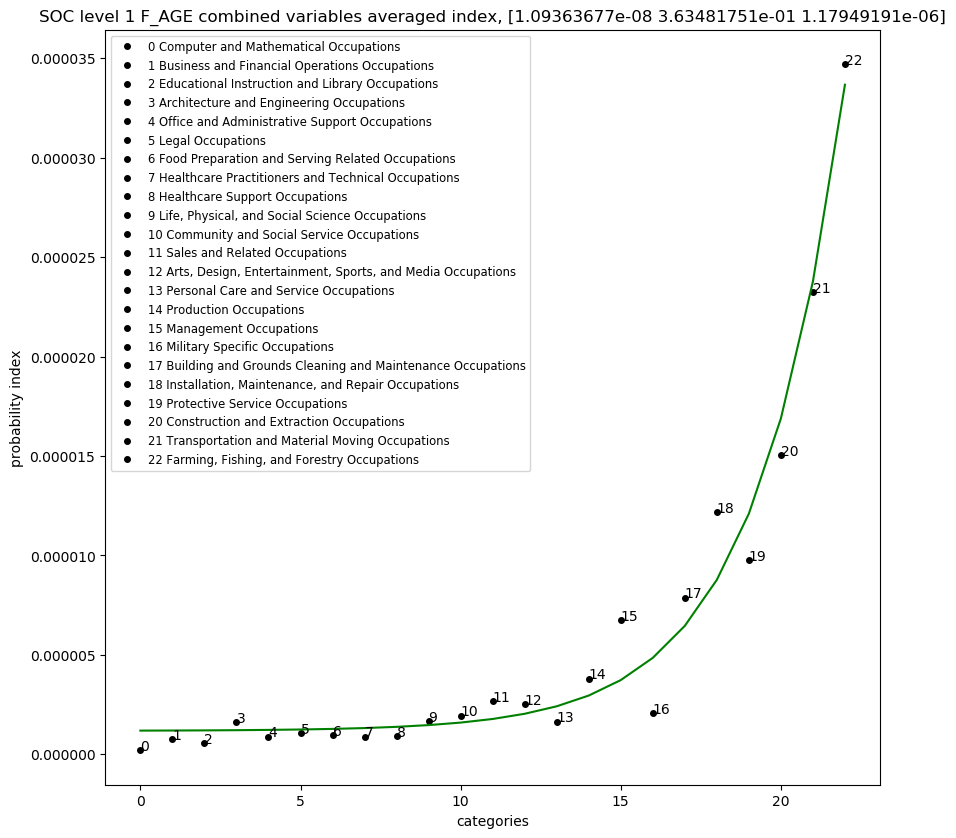 SOC level 1 F_AGE combined variables averaged index, [1.09363677e-08 3.63481751e-01 1.17949191e-06]
0 Computer and Mathematical Occupations
1 Business and Financial Operations Occupations
2 Educational Instruction and Library Occupations
3 Architecture and Engineering Occupations
4 Office and Administrative Support Occupations
5 Legal Occupations
6 Food Preparation and Serving Related Occupations
7 Healthcare Practitioners and Technical Occupations
8 Healthcare Support Occupations
9 Life, Physical, and Social Science Occupations
10 Community and Social Service Occupations
11 Sales and Related Occupations
12 Arts, Design, Entertainment, Sports, and Media Occupations
13 Personal Care and Service Occupations
14 Production Occupations
15 Management Occupations
16 Military Specific Occupations
17 Building and Grounds Cleaning and Maintenance Occupations
18 Installation, Maintenance, and Repair Occupations
19 Protective Service Occupations
20 Construction and Extraction Occupations
21 Transportation and Material Moving Occupations
22 Farming, Fishing, and Forestry Occupations
probability index
0.000035
0.000030
0.000025
0.000020
0.000015
0.000010
0.000005
0.000000
0
1
2
3
4
5
6
7
8
9
10
11
12
13
14
15
16
17
18
19
20
21
22
0 5 10 15 20
categories